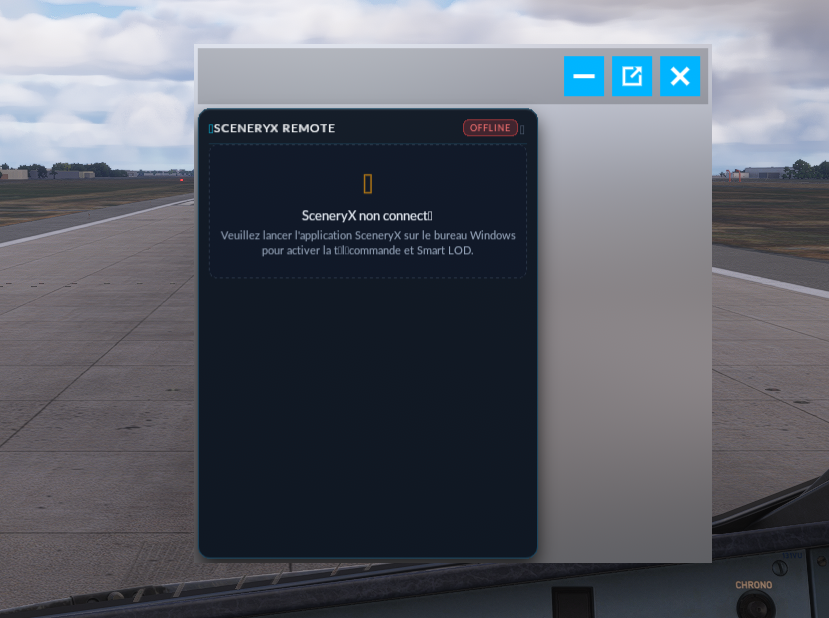 ▯SCENERYX REMOTE
OFFLINE ▯
▯
SceneryX non connect▯
Veuillez lancer l'application SceneryX sur le bureau Windows
pour activer la t▯l▯commande et Smart LOD.
CHRONO